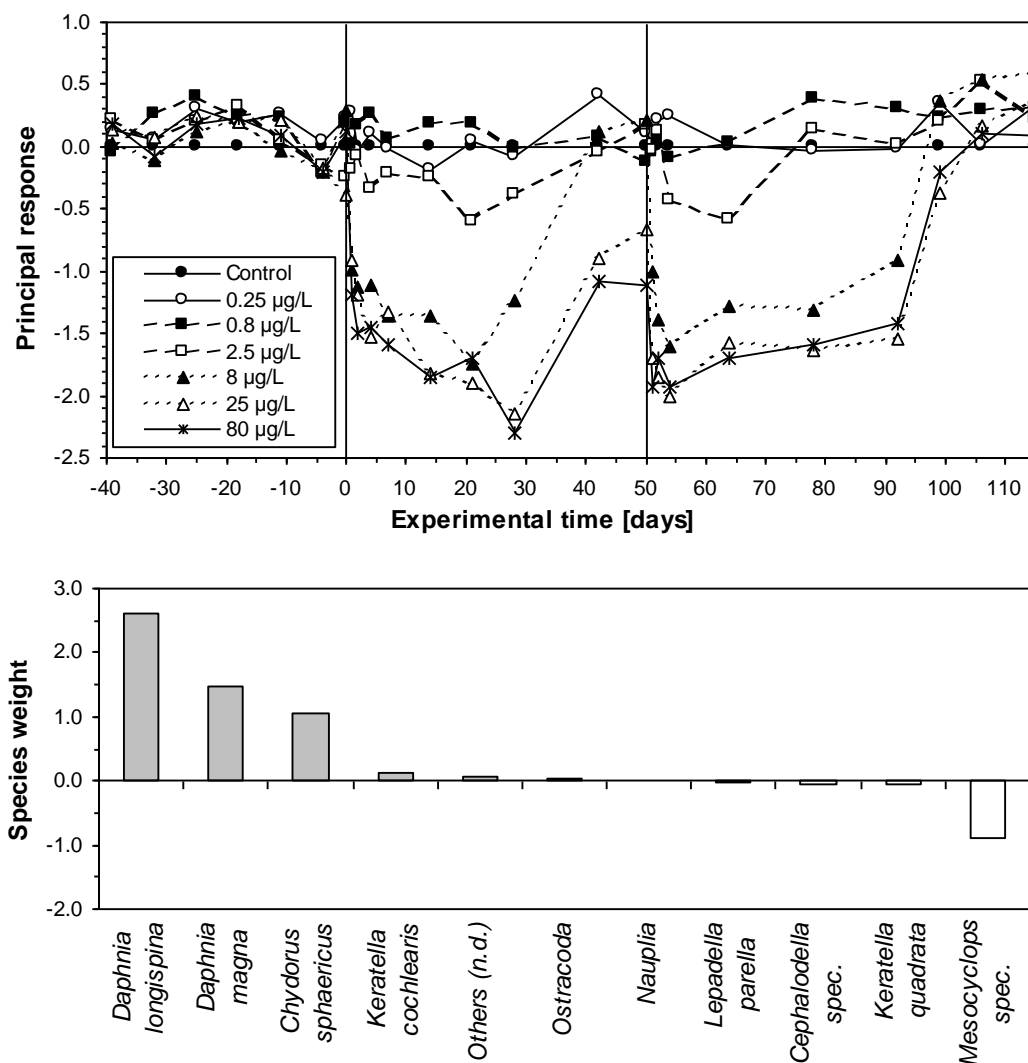 1.0
0.5
0.0
-0.5
-1.0
-1.5
-2.0
-2.5
Principal response
Control
0.25 µg/L
0.8 µg/L
2.5 µg/L
8 µg/L
25 µg/L
80 µg/L
-40 -30 -20 -10 0 10 20 30 40 50 60 70 80 90 100 110
Experimental time [days]
3.0
2.0
1.0
0.0
-1.0
-2.0
Species weight
Daphnia
longispina
Daphnia
magna
Chydorus
sphaericus
Keratella
cochlearis
Others (n.d.)
Ostracoda
Nauplia
Lepadella
parella
Cephalodella
spec.
Keratella
quadrata
Mesocyclops
spec.